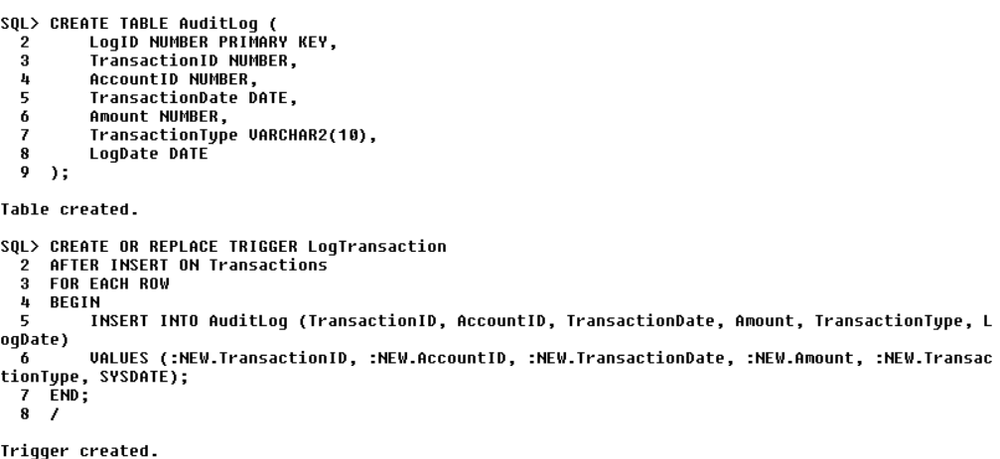 SQL> CREATE TABLE AuditLog (
  2      LogID NUMBER PRIMARY KEY,
  3      TransactionID NUMBER,
  4      AccountID NUMBER,
  5      TransactionDate DATE,
  6      Amount NUMBER,
  7      TransactionType VARCHAR2(10),
  8      LogDate DATE
  9  );
Table created.
SQL> CREATE OR REPLACE TRIGGER LogTransaction
  2  AFTER INSERT ON Transactions
  3  FOR EACH ROW
  4  BEGIN
  5      INSERT INTO AuditLog (TransactionID, AccountID, TransactionDate, Amount, TransactionType, L
ogDate)
  6      VALUES (:NEW.TransactionID, :NEW.AccountID, :NEW.TransactionDate, :NEW.Amount, :NEW.Transac
tionType, SYSDATE);
  7  END;
  8  /
Trigger created.